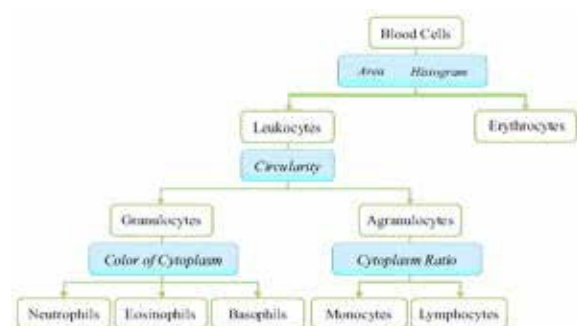 Blood Cells
Area Histogram
Leukocytes Erythrocytes
Circularity
Granulocytes Agranulocytes
Color of Cytoplasm Cytoplasm Ratio
Neutrophils Eosinophils Basophils Monocytes Lymphocytes